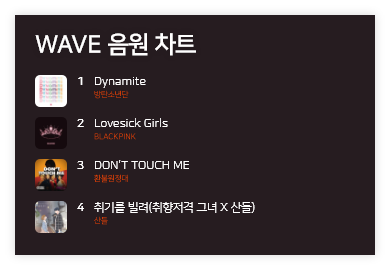 WAVE 음원 차트
1 Dynamite
방탄소년단
2 Lovesick Girls
BLACKPINK
3 DON'T TOUCH ME
환불원정대
4 취기를 빌려(취향저격 그녀 X 산들)
산들